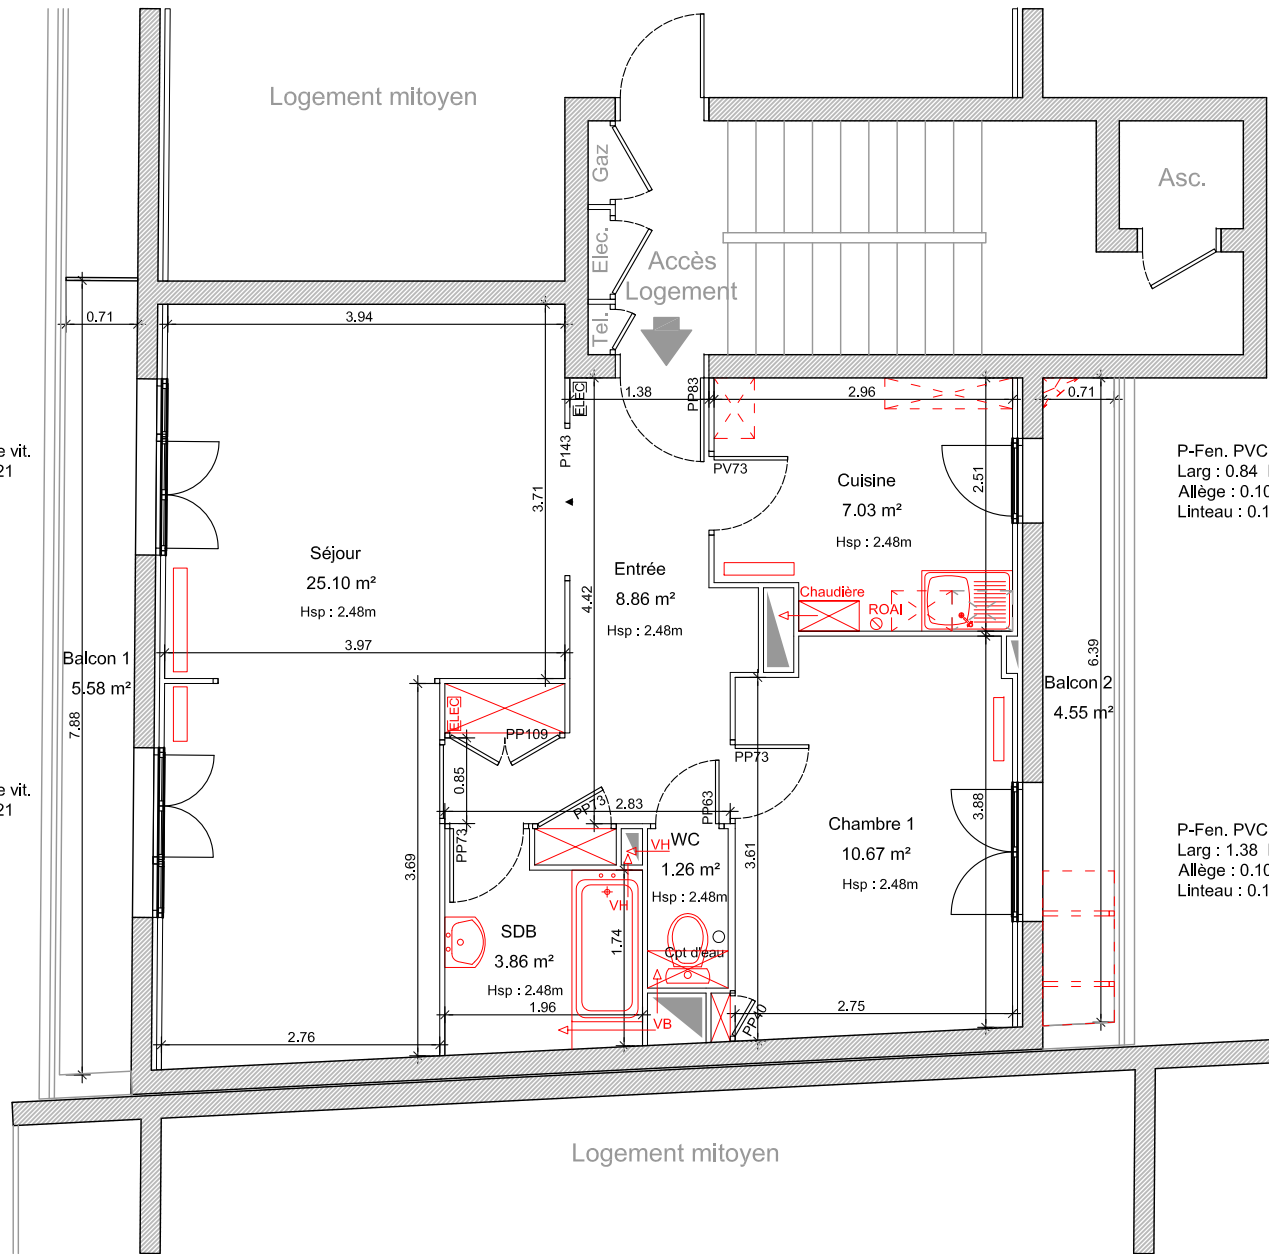 Logement mitoyen
Gaz
Elec.
Tel.
Accès
Logement
Asc.
0.71
3.94
ELEC
1.38
PP83
2.96
0.71
e vit.
21
P143
PV73
Cuisine
7.03 m²
Hsp : 2.48m
2.51
P-Fen. PVC
Larg : 0.84
Allège : 0.10
Linteau : 0.1
3.71
Séjour
25.10 m²
Hsp : 2.48m
4.42
Entrée
8.86 m²
Hsp : 2.48m
Chaudière
ROAI
3.97
Balcon 1
5.58 m²
7.88
6.39
Balcon 2
4.55 m²
ELEC
PP109
PP73
0.85
e vit.
21
PP73
2.83
PP63
PP73
3.69
VH
WC
1.26 m²
Hsp : 2.48m
3.61
Chambre 1
10.67 m²
Hsp : 2.48m
3.88
P-Fen. PVC
Larg : 1.38
Allège : 0.10
Linteau : 0.1
VH
SDB
3.86 m²
Hsp : 2.48m
1.74
Cpt d'eau
1.96
VB
PP40
2.75
2.76
Logement mitoyen